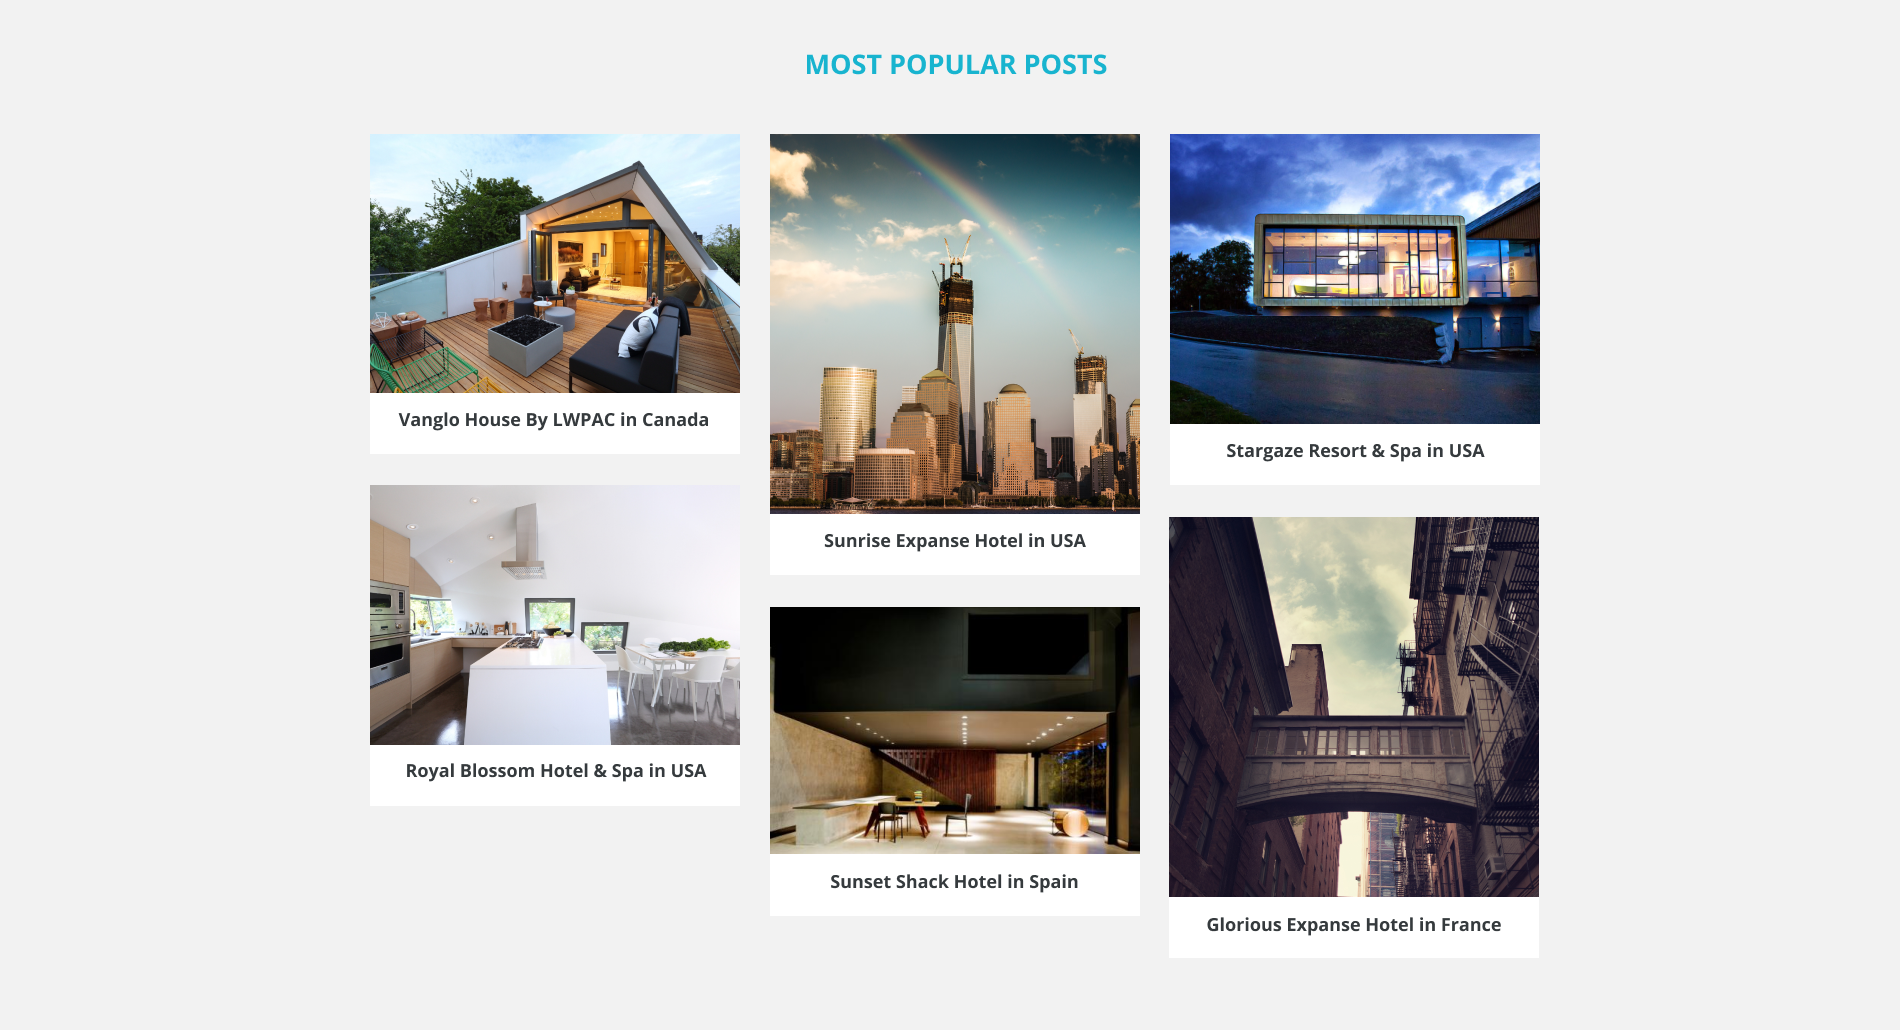 MOST POPULAR POSTS
Vanglo House By LWPAC in Canada
Royal Blossom Hotel & Spa in USA
Sunrise Expanse Hotel in USA
Sunset Shack Hotel in Spain
Stargaze Resort & Spa in USA
Glorious Expanse Hotel in France